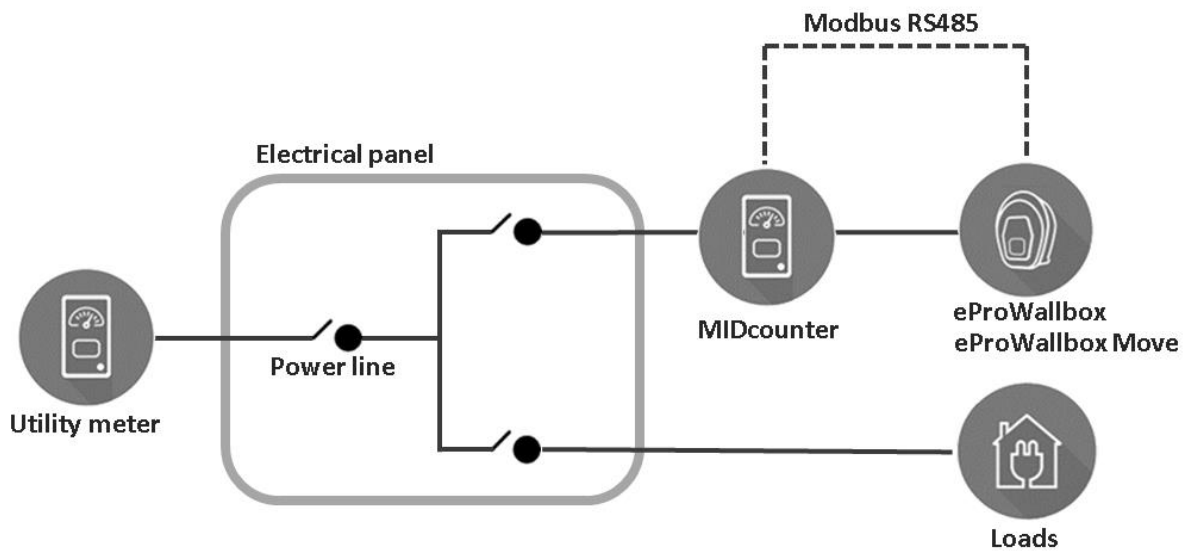 Modbus RS485
Electrical panel
MIDcounter
eProWallbox
eProWallbox Move
Power line
Utility meter
Loads